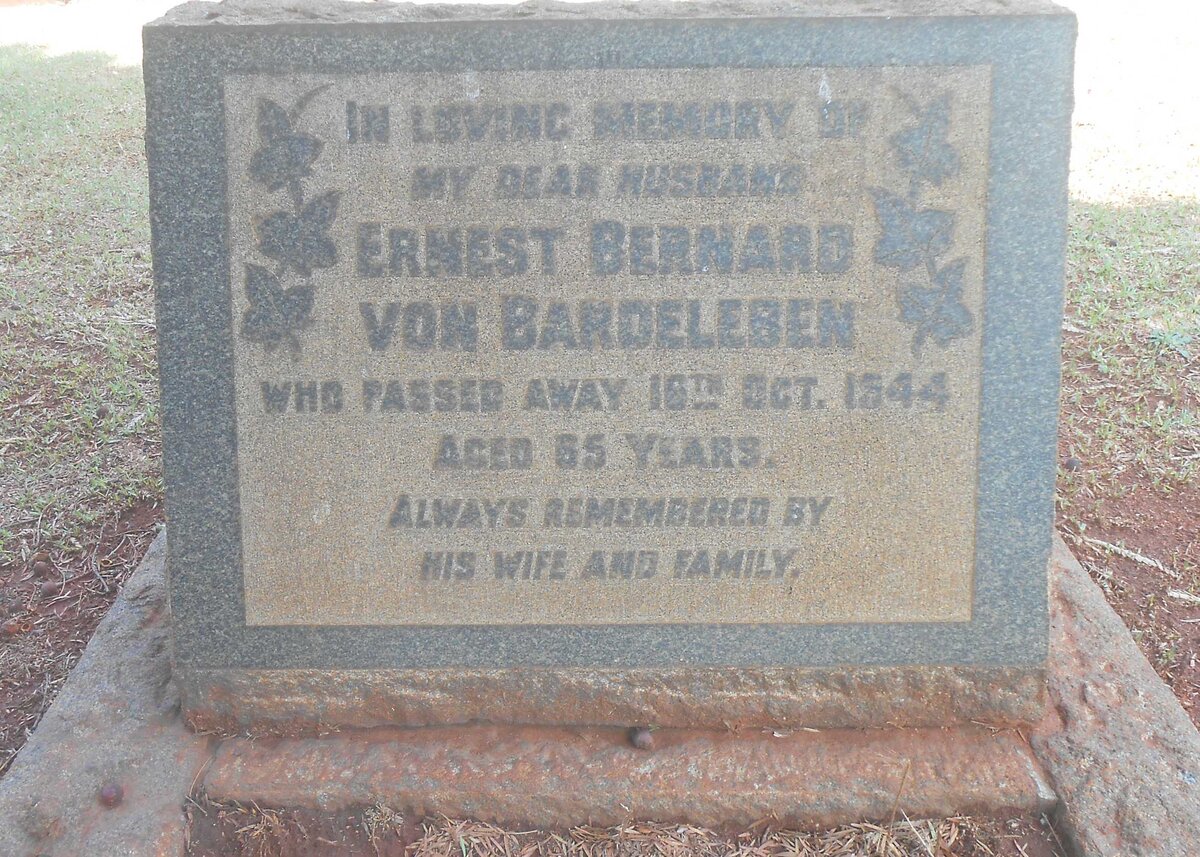 IN LOVING MEMORY OF
MY DEAR HUSBAND
ERNEST BERNARD
VON BARDELEBEN
WHO PASSED AWAY 16TH OCT. 1944
AGED 65 YEARS.
ALWAYS REMEMBERED BY
HIS WIFE AND FAMILY.